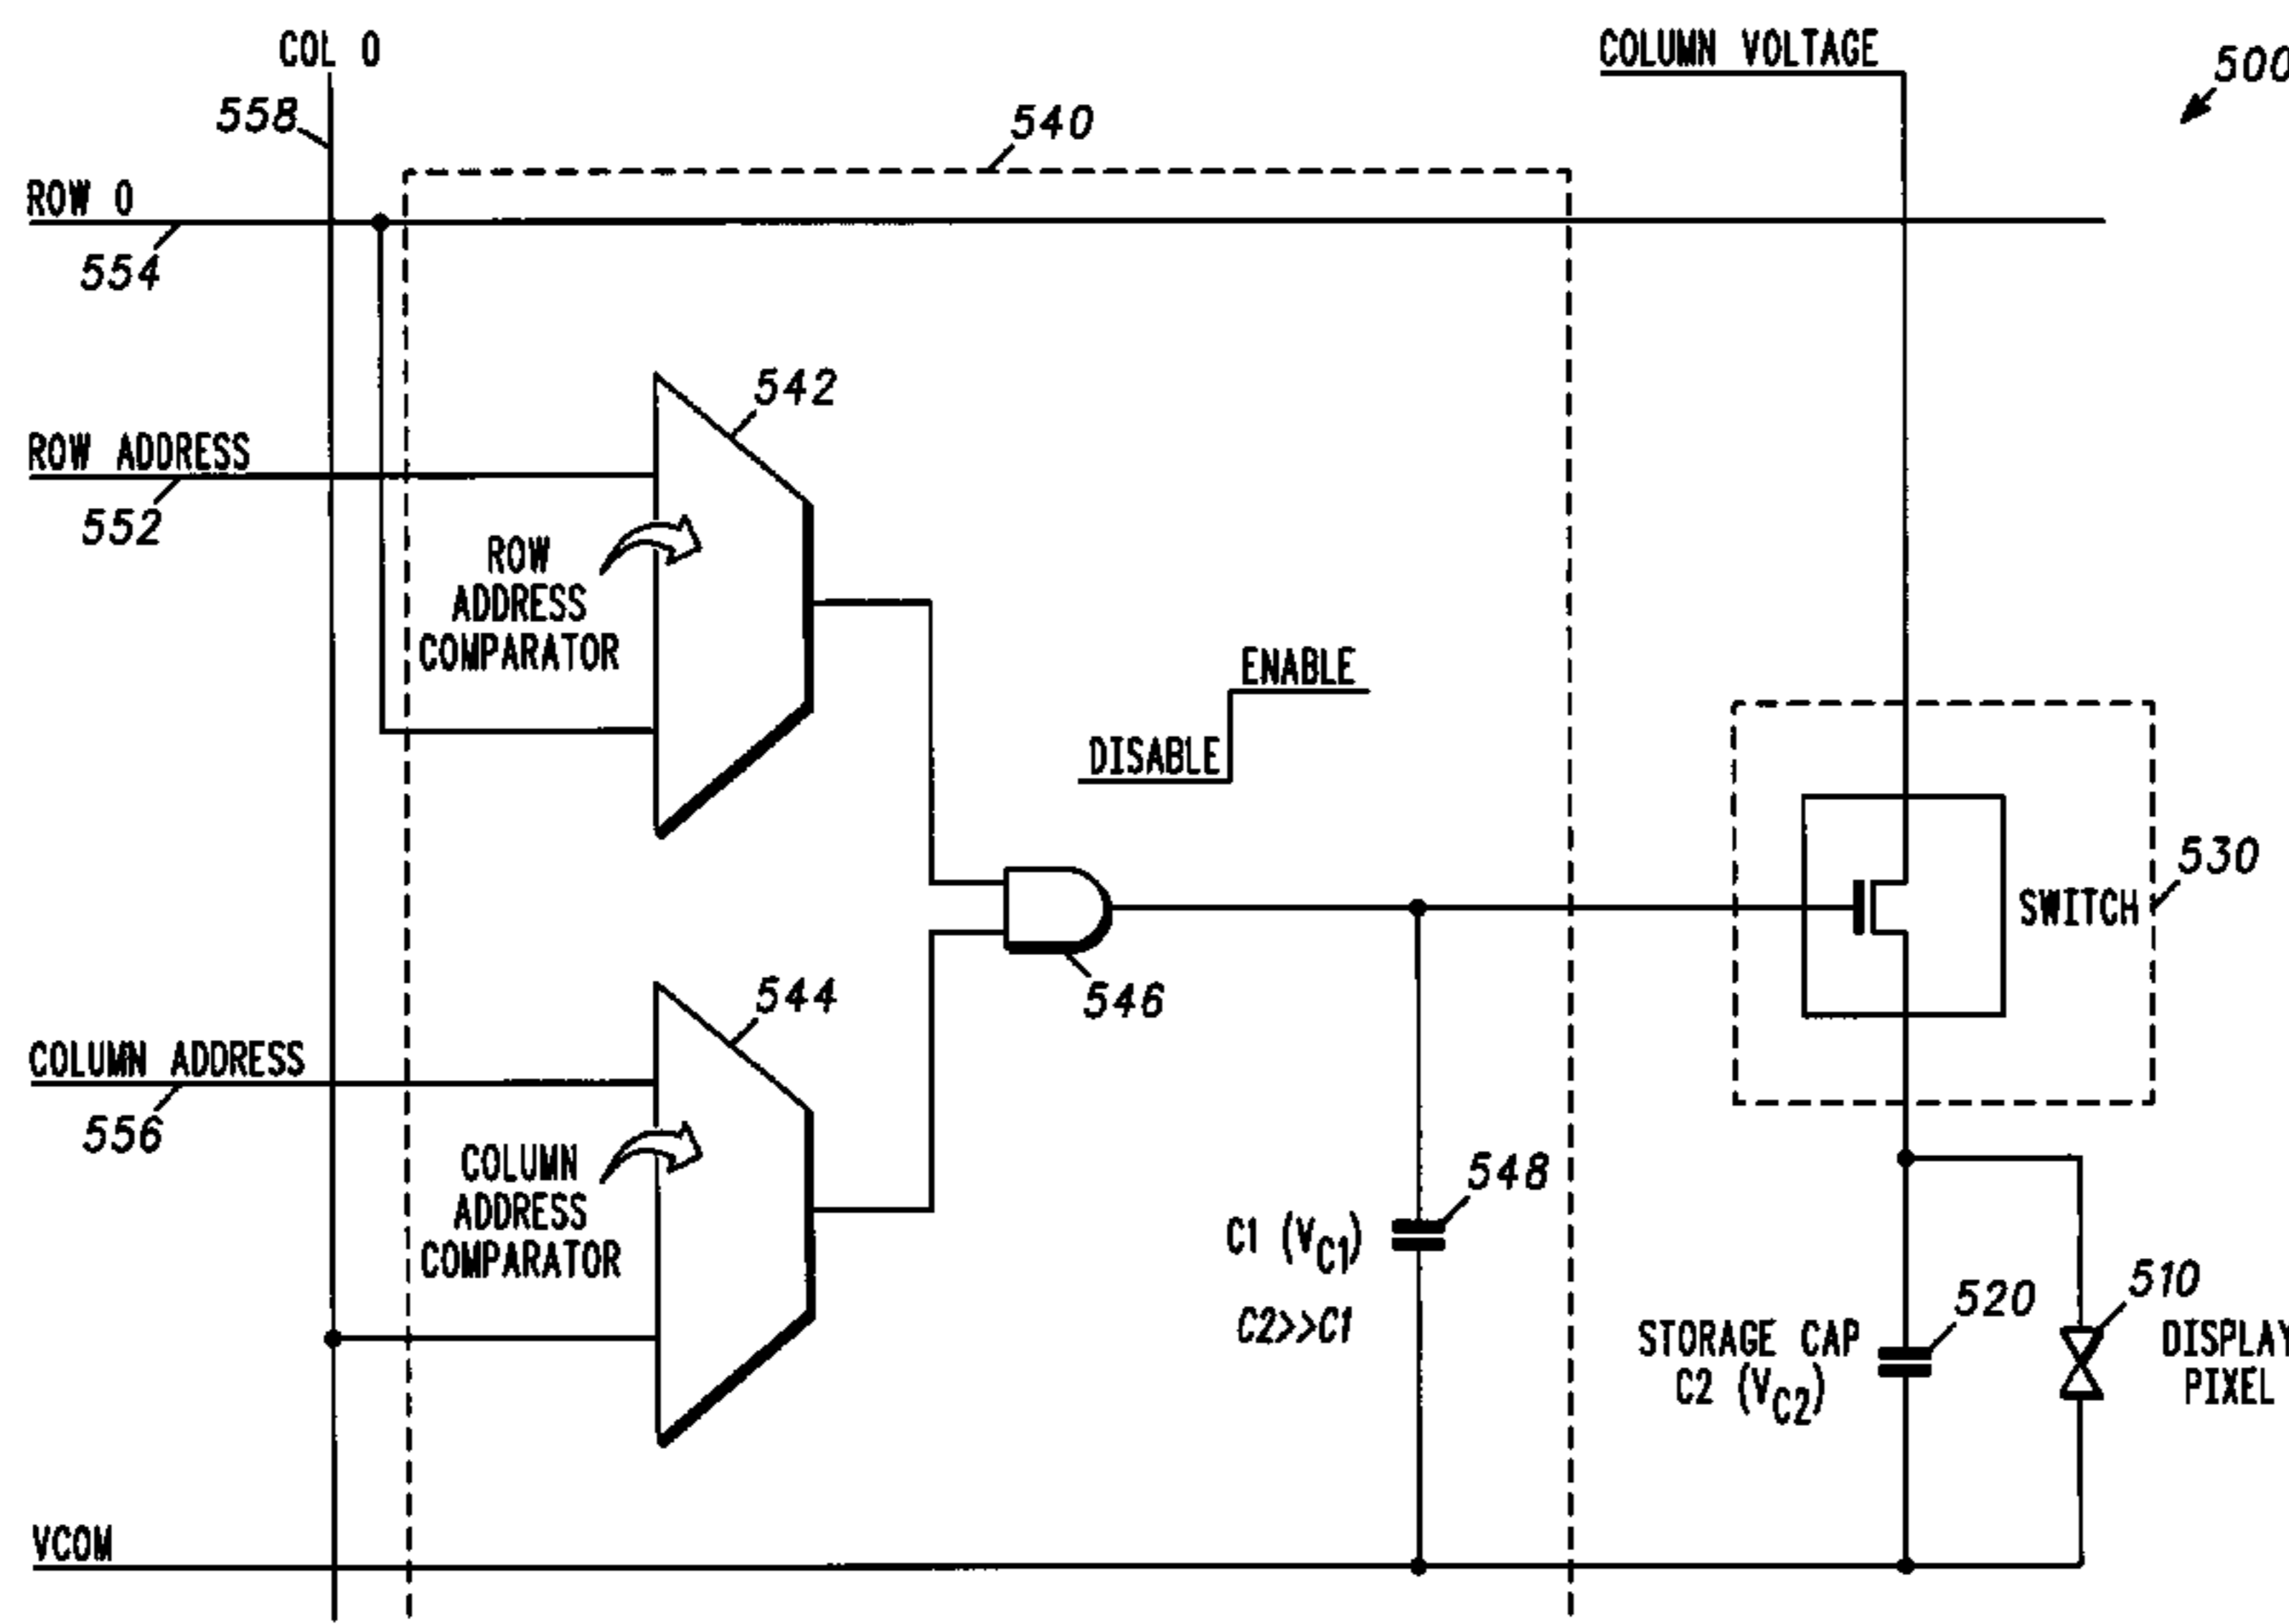 COL 0
COLUMN VOLTAGE
500
558
540
ROW 0
554
542
ROW ADDRESS
552
ROW
ADDRESS
COMPARATOR
ENABLE
DISABLE
530
SWITCH
546
544
COLUMN ADDRESS
556
COLUMN
ADDRESS
COMPARATOR
548
C1 (VC1)
C2>>C1
520
510
STORAGE CAP
C2 (VC2)
DISPLAY
PIXEL
VCOM